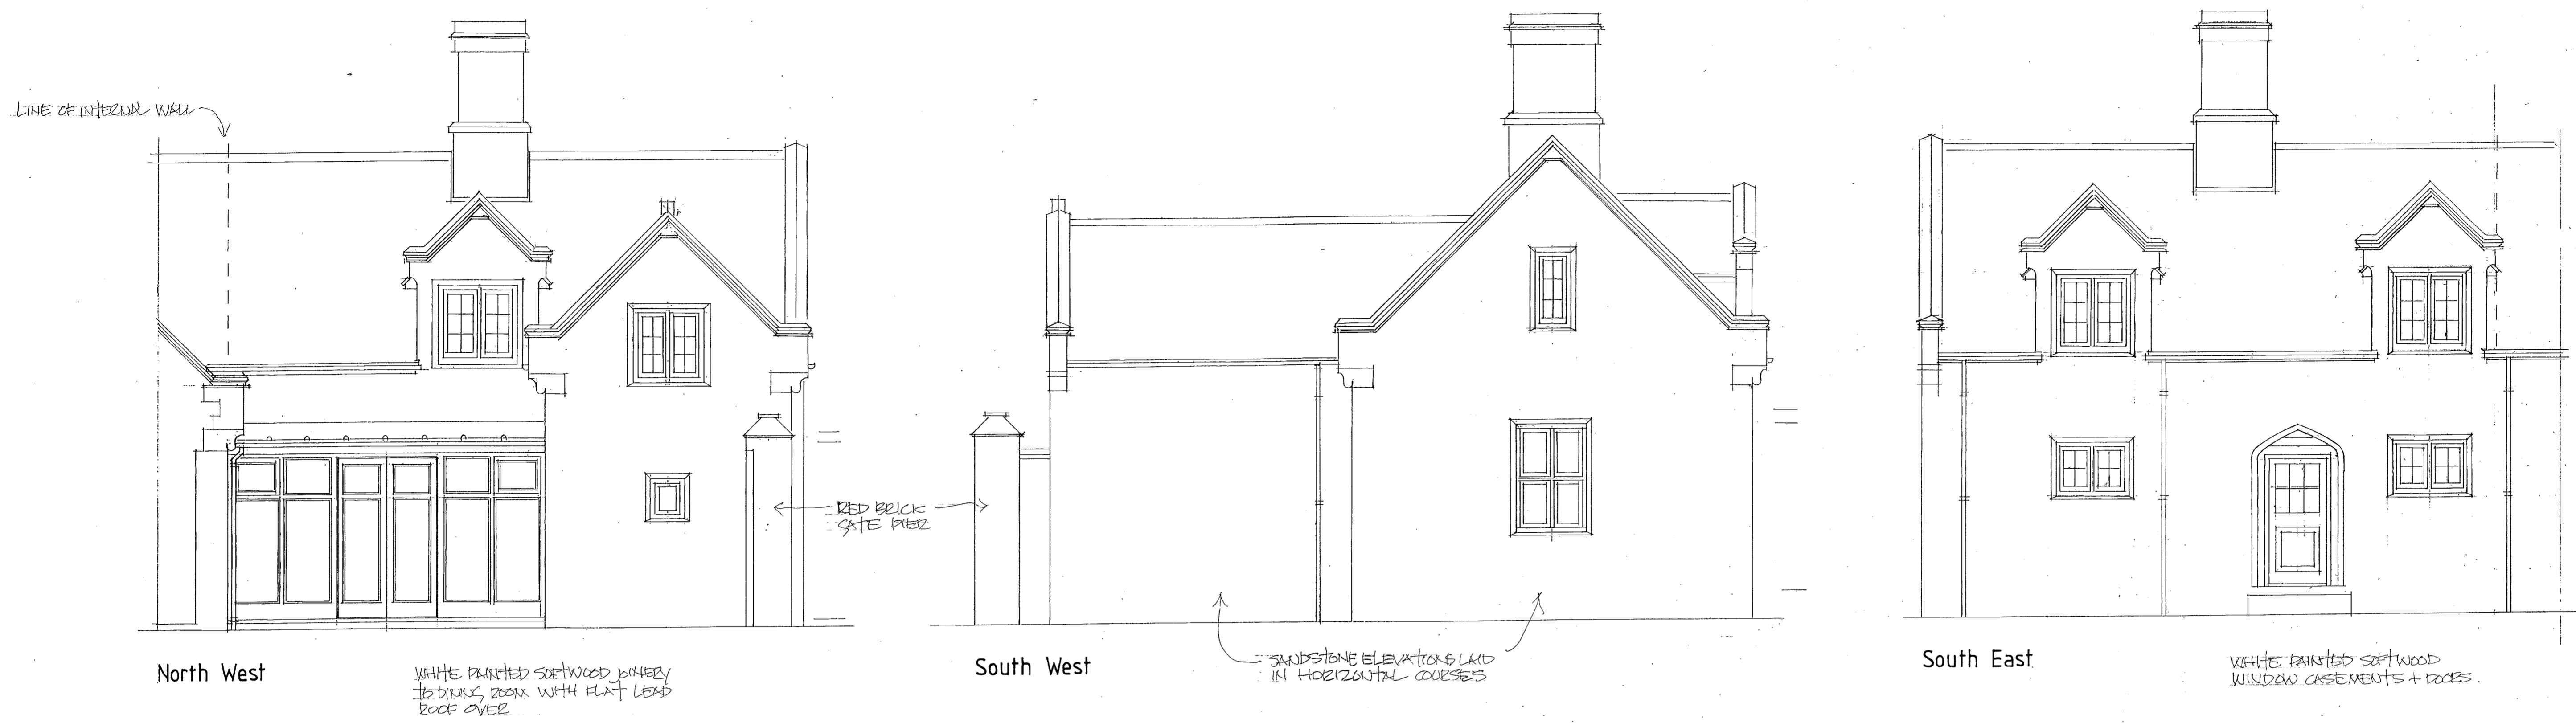 LINE OF INTERNAL WALL
RED BRICK
GATE PIER
North West
WHITE PAINTED SOFTWOOD JOINERY
TO DINING ROOM WITH FLAT LEAD
ROOF OVER
South West
SANDSTONE ELEVATIONS LAID
IN HORIZONTAL COURSES
South East
WHITE PAINTED SOFTWOOD
WINDOW CASEMENTS + DOORS.